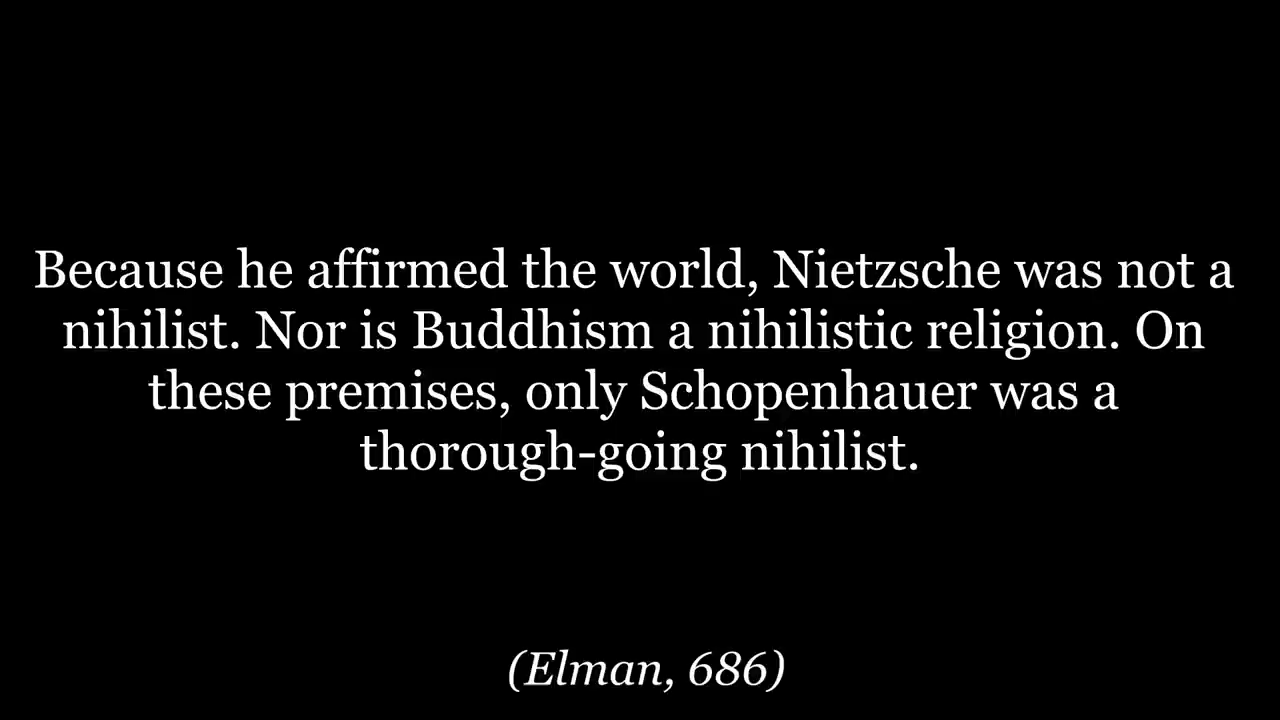 Because he affirmed the world, Nietzsche was not a
nihilist. Nor is Buddhism a nihilistic religion. On
these premises, only Schopenhauer was a
thorough-going nihilist.
(Elman, 686)